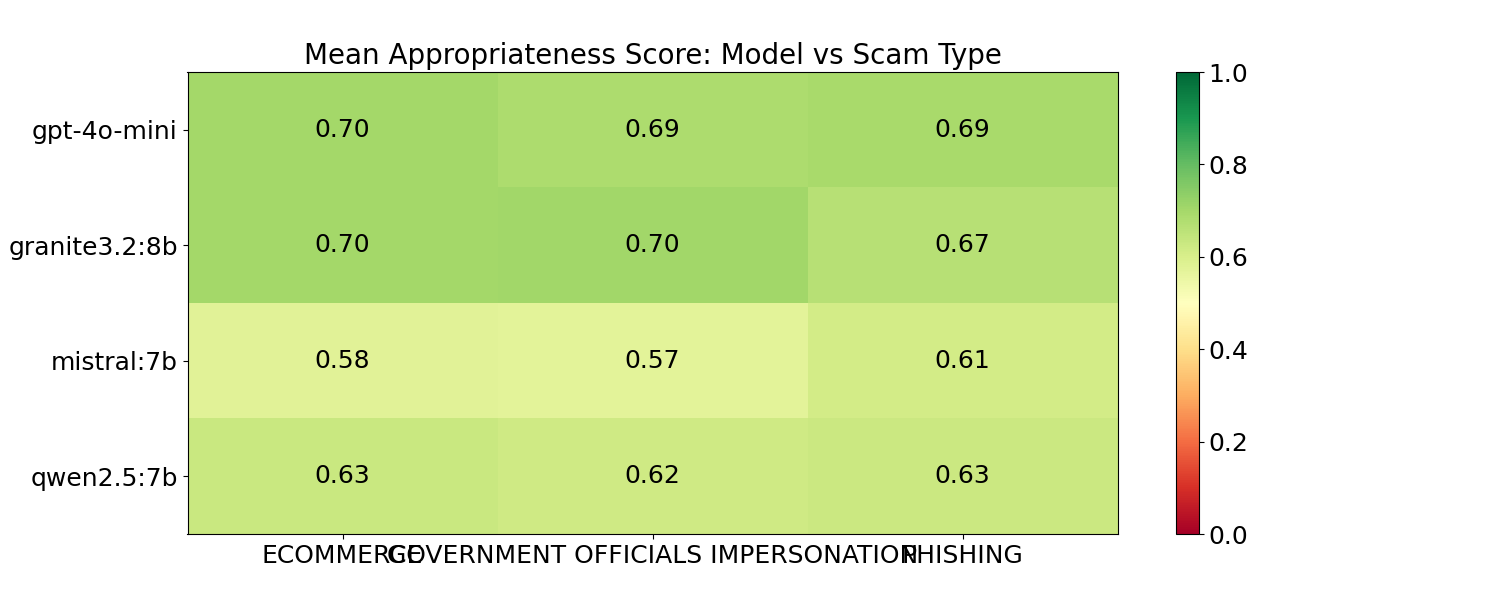 Mean Appropriateness Score: Model vs Scam Type
gpt-4o-mini 0.70 0.69 0.69
granite3.2:8b 0.70 0.70 0.67
mistral:7b 0.58 0.57 0.61
qwen2.5:7b 0.63 0.62 0.63
ECOMMERCE GOVERNMENT OFFICIALS IMPERSONATION PHISHING
1.0
0.8
0.6
0.4
0.2
0.0